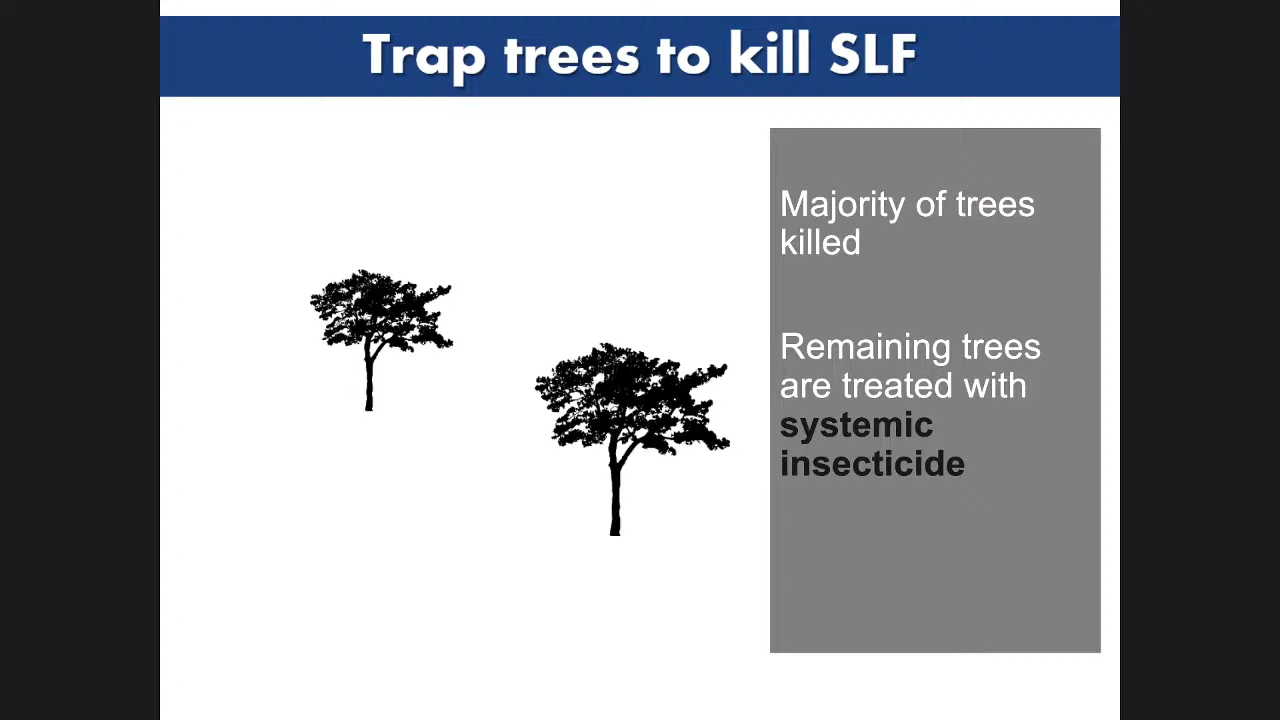 Trap trees to kill SLF
Majority of trees
killed
Remaining trees
are treated with
systemic
insecticide